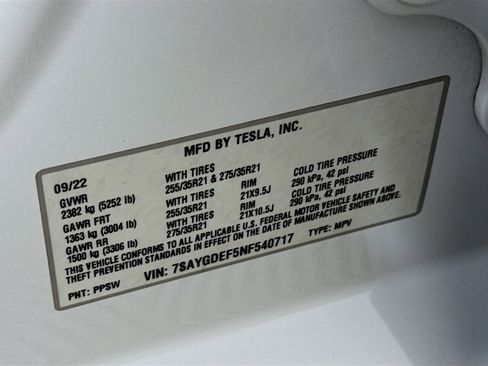 MFD BY TESLA, INC.
09/22
GVWR WITH TIRES
2382 kg (5252 lb) 255/35R21 & 275/35R21
GAWR FRT WITH TIRES RIM COLD TIRE PRESSURE
1363 kg (3004 lb) 255/35R21 21X9.5J 290 kPa, 42 psi
GAWR RR WITH TIRES RIM COLD TIRE PRESSURE
1500 kg (3306 lb) 275/35R21 21X10.5J 290 kPa, 42 psi
THIS VEHICLE CONFORMS TO ALL APPLICABLE U.S. FEDERAL MOTOR VEHICLE SAFETY AND
THEFT PREVENTION STANDARDS IN EFFECT ON THE DATE OF MANUFACTURE SHOWN ABOVE.
PNT: PPSW VIN: 7SAYGDEF5NF540717 TYPE: MPV